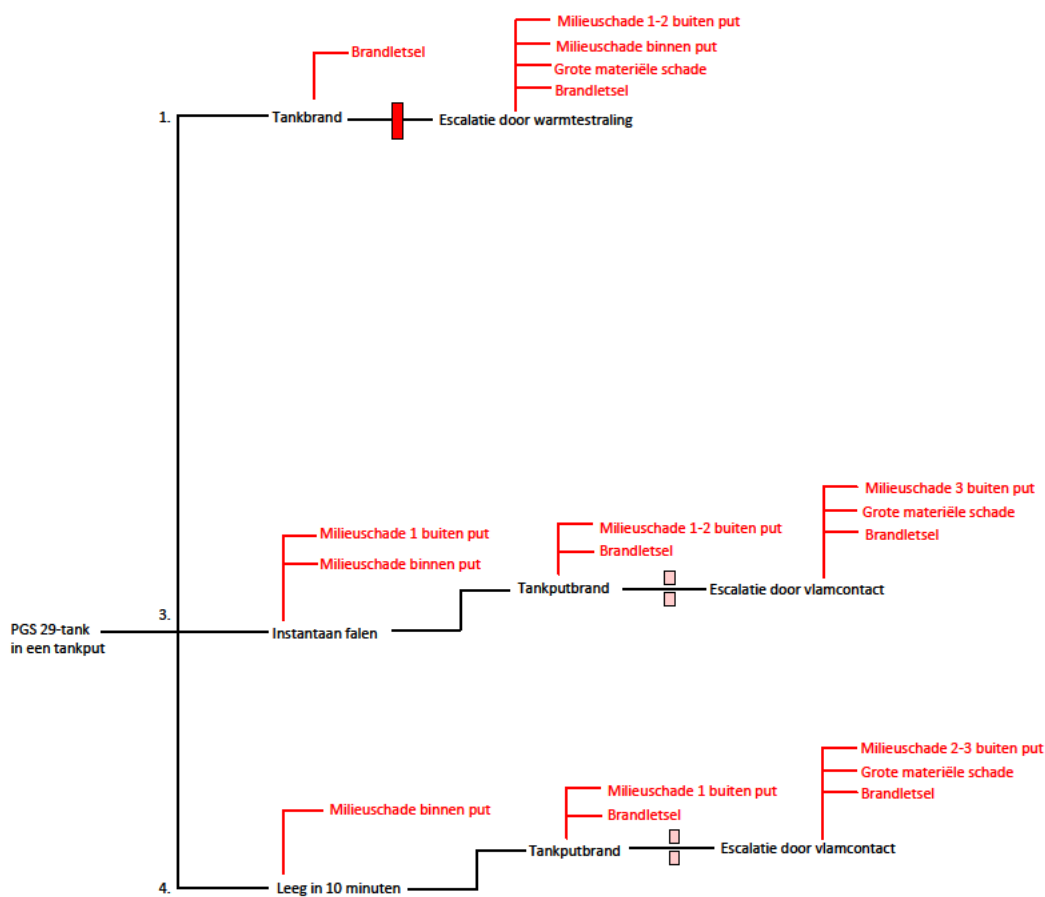 Milieuschade 1-2 buiten put
Milieuschade binnen put
Grote materiële schade
Brandletsel
Brandletsel
1.
Tankbrand
Escalatie door warmtestraling
Milieuschade 3 buiten put
Grote materiële schade
Brandletsel
Milieuschade 1-2 buiten put
Brandletsel
Milieuschade 1 buiten put
Milieuschade binnen put
Tankputbrand
Escalatie door vlamcontact
3.
PGS 29-tank
in een tankput
Instantaan falen
Milieuschade 2-3 buiten put
Grote materiële schade
Brandletsel
Milieuschade 1 buiten put
Brandletsel
Milieuschade binnen put
Tankputbrand
Escalatie door vlamcontact
4.
Leeg in 10 minuten